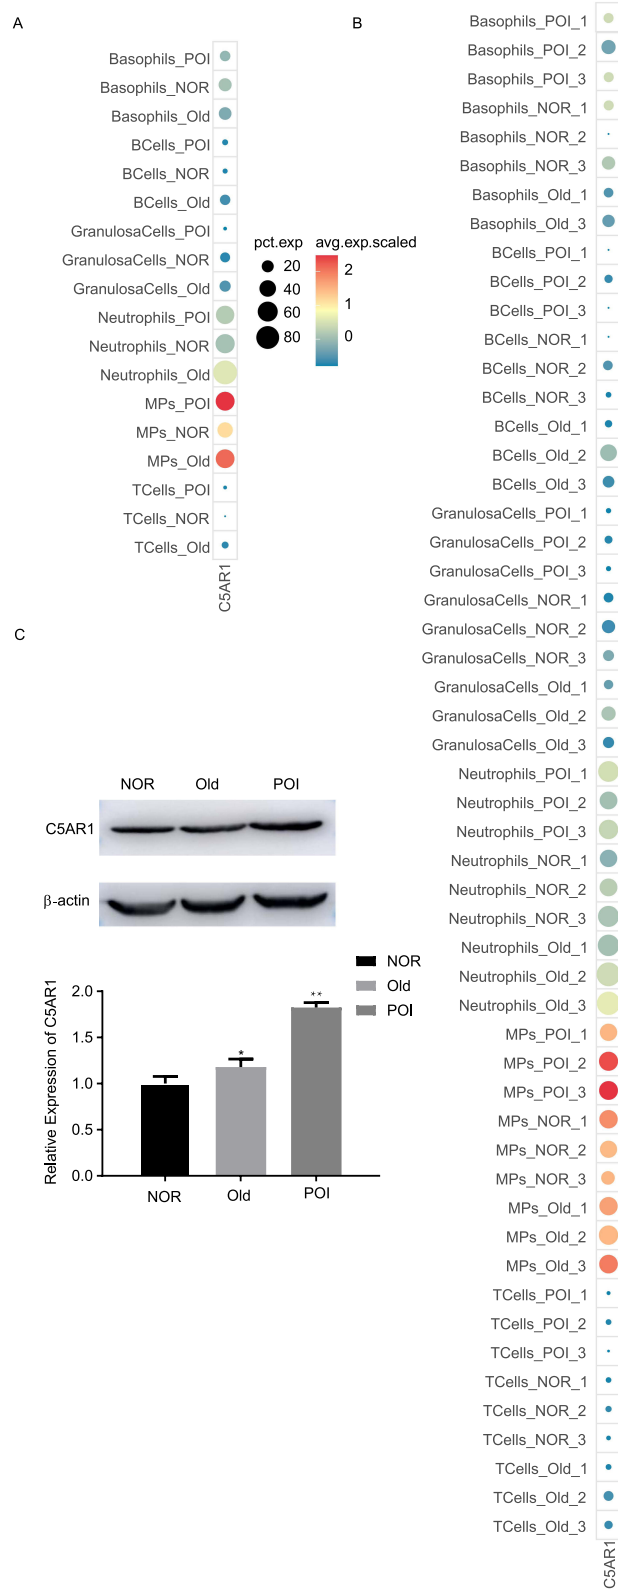 A
Basophils_POI
Basophils_NOR
Basophils_Old
BCells_POI
BCells_NOR
BCells_Old
GranulosaCells_POI
GranulosaCells_NOR
GranulosaCells_Old
Neutrophils_POI
Neutrophils_NOR
Neutrophils_Old
MPs_POI
MPs_NOR
MPs_Old
TCells_POI
TCells_NOR
TCells_Old
C5AR1
pct.exp
20
40
60
80
avg.exp.scaled
2
1
0
B
Basophils_POI_1
Basophils_POI_2
Basophils_POI_3
Basophils_NOR_1
Basophils_NOR_2
Basophils_NOR_3
Basophils_Old_1
Basophils_Old_3
BCells_POI_1
BCells_POI_2
BCells_POI_3
BCells_NOR_1
BCells_NOR_2
BCells_NOR_3
BCells_Old_1
BCells_Old_2
BCells_Old_3
GranulosaCells_POI_1
GranulosaCells_POI_2
GranulosaCells_POI_3
GranulosaCells_NOR_1
GranulosaCells_NOR_2
GranulosaCells_NOR_3
GranulosaCells_Old_1
GranulosaCells_Old_2
GranulosaCells_Old_3
Neutrophils_POI_1
Neutrophils_POI_2
Neutrophils_POI_3
Neutrophils_NOR_1
Neutrophils_NOR_2
Neutrophils_NOR_3
Neutrophils_Old_1
Neutrophils_Old_2
Neutrophils_Old_3
MPs_POI_1
MPs_POI_2
MPs_POI_3
MPs_NOR_1
MPs_NOR_2
MPs_NOR_3
MPs_Old_1
MPs_Old_2
MPs_Old_3
TCells_POI_1
TCells_POI_2
TCells_POI_3
TCells_NOR_1
TCells_NOR_2
TCells_NOR_3
TCells_Old_1
TCells_Old_2
TCells_Old_3
C5AR1
C
NOR Old POI
C5AR1
β-actin
NOR
Old
POI
Relative Expression of C5AR1
2.0
1.5
1.0
0.5
0.0
*
**
NOR Old POI